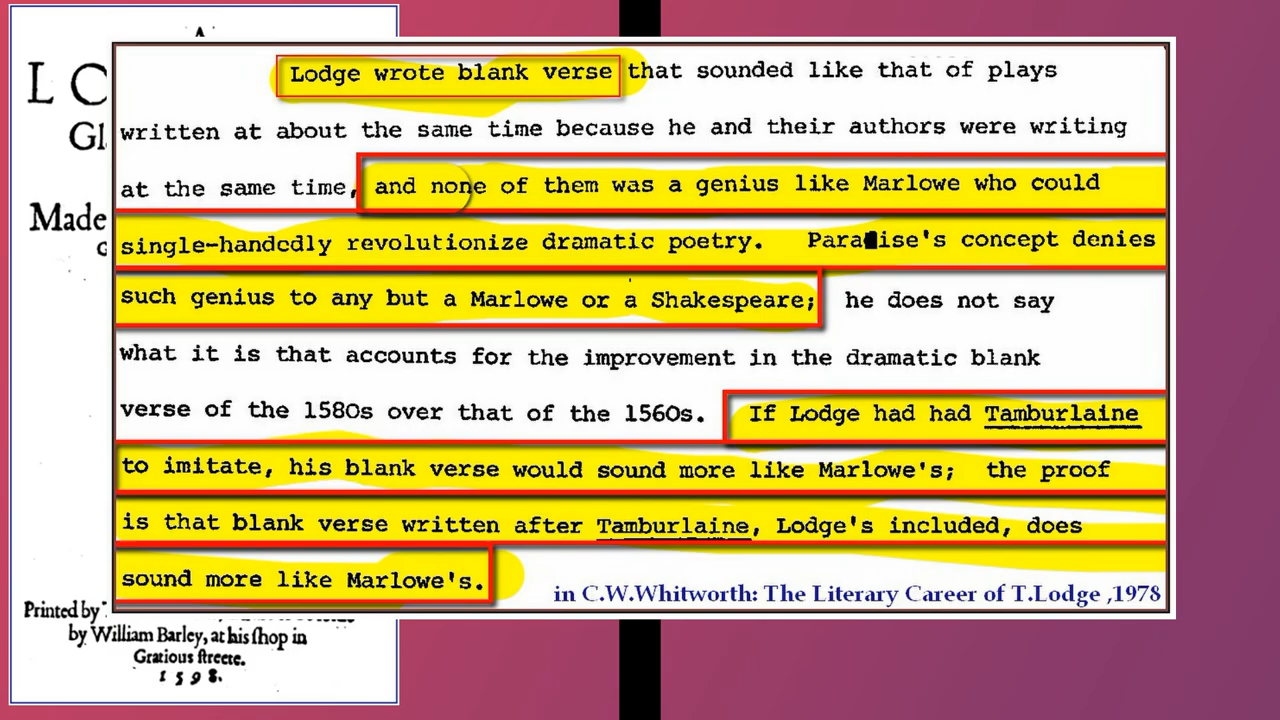 A
L O
Gl
Made
Lodge wrote blank verse that sounded like that of plays
written at about the same time because he and their authors were writing
at the same time, and none of them was a genius like Marlowe who could
single-handedly revolutionize dramatic poetry. Paradise's concept denies
such genius to any but a Marlowe or a Shakespeare; he does not say
what it is that accounts for the improvement in the dramatic blank
verse of the 1580s over that of the 1560s. If Lodge had had Tamburlaine
to imitate, his blank verse would sound more like Marlowe's; the proof
is that blank verse written after Tamburlaine, Lodge's included, does
sound more like Marlowe's.
in C.W.Whitworth: The Literary Career of T.Lodge ,1978
Printed by
by William Barley, at his ſhop in
Gratious ſtreete.
1598.